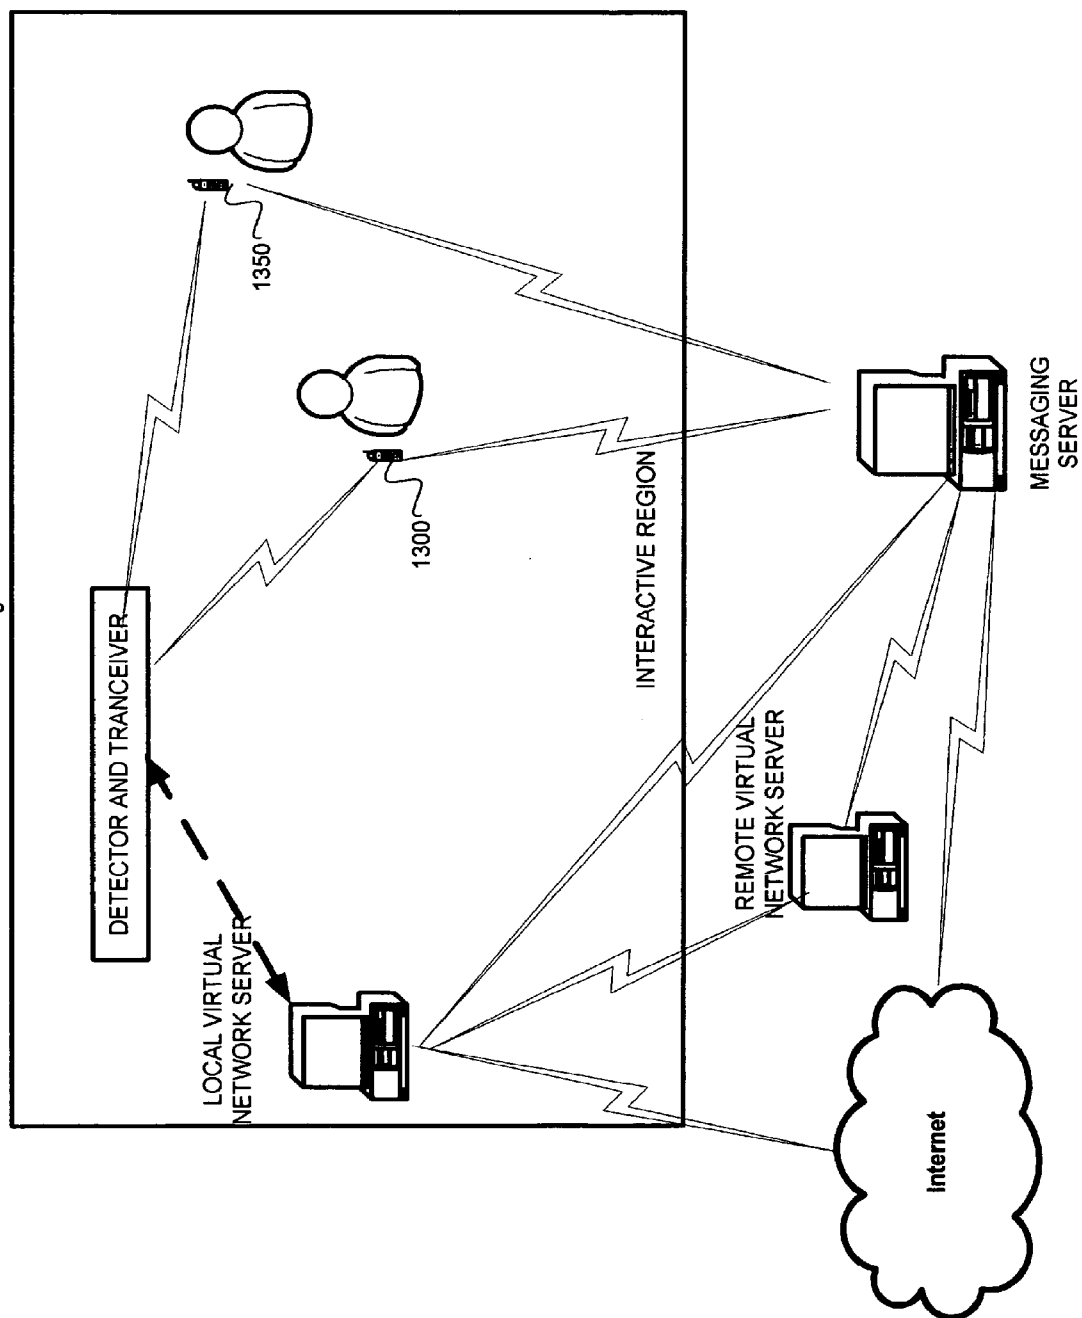 DETECTOR AND TRANCEIVER
LOCAL VIRTUAL
NETWORK SERVER
1350
1300
INTERACTIVE REGION
REMOTE VIRTUAL
NETWORK SERVER
Internet
MESSAGING
SERVER